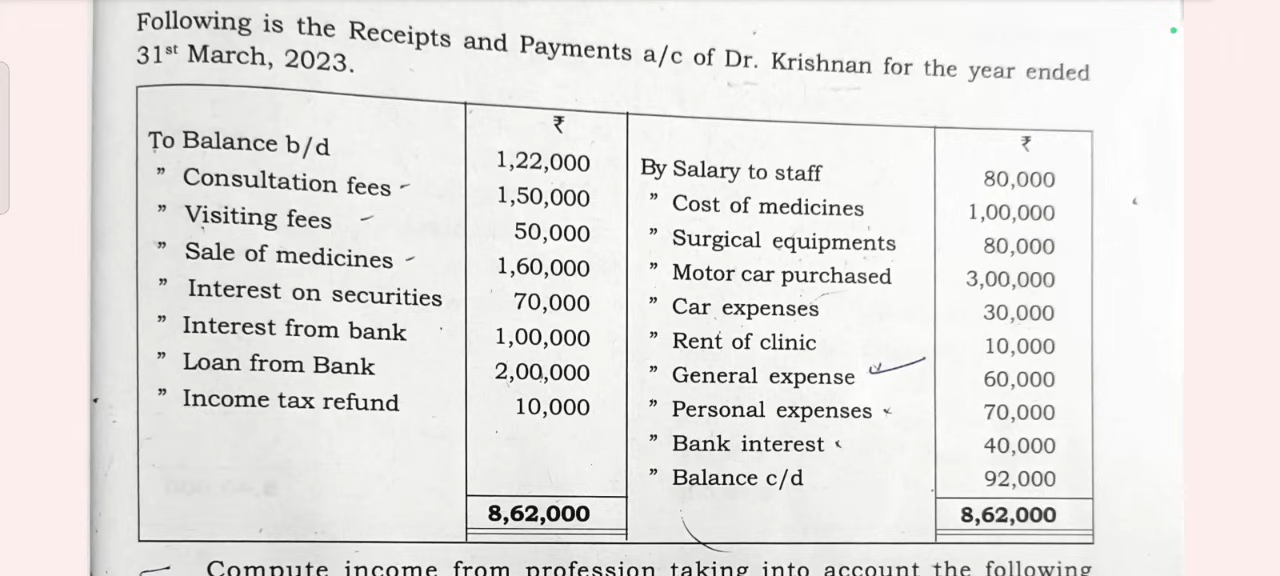 Following is the Receipts and Payments a/c of Dr. Krishnan for the year ended
31st March, 2023.
₹ ₹
To Balance b/d 1,22,000 By Salary to staff 80,000
" Consultation fees 1,50,000 " Cost of medicines 1,00,000
" Visiting fees 50,000 " Surgical equipments 80,000
" Sale of medicines 1,60,000 " Motor car purchased 3,00,000
" Interest on securities 70,000 " Car expenses 30,000
" Interest from bank 1,00,000 " Rent of clinic 10,000
" Loan from Bank 2,00,000 " General expense 60,000
" Income tax refund 10,000 " Personal expenses 70,000
" Bank interest 40,000
" Balance c/d 92,000
8,62,000 8,62,000
Compute income from profession taking into account the following